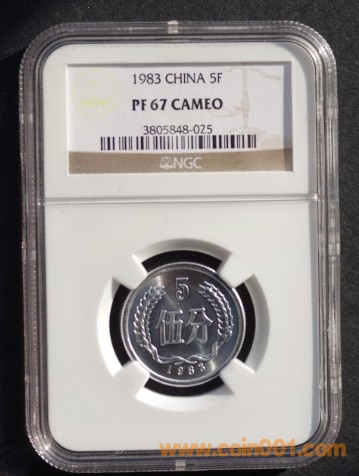 1983 CHINA 5F
PF 67 CAMEO
3805848-025
NGC
5
伍分
1983
www.coin001.com